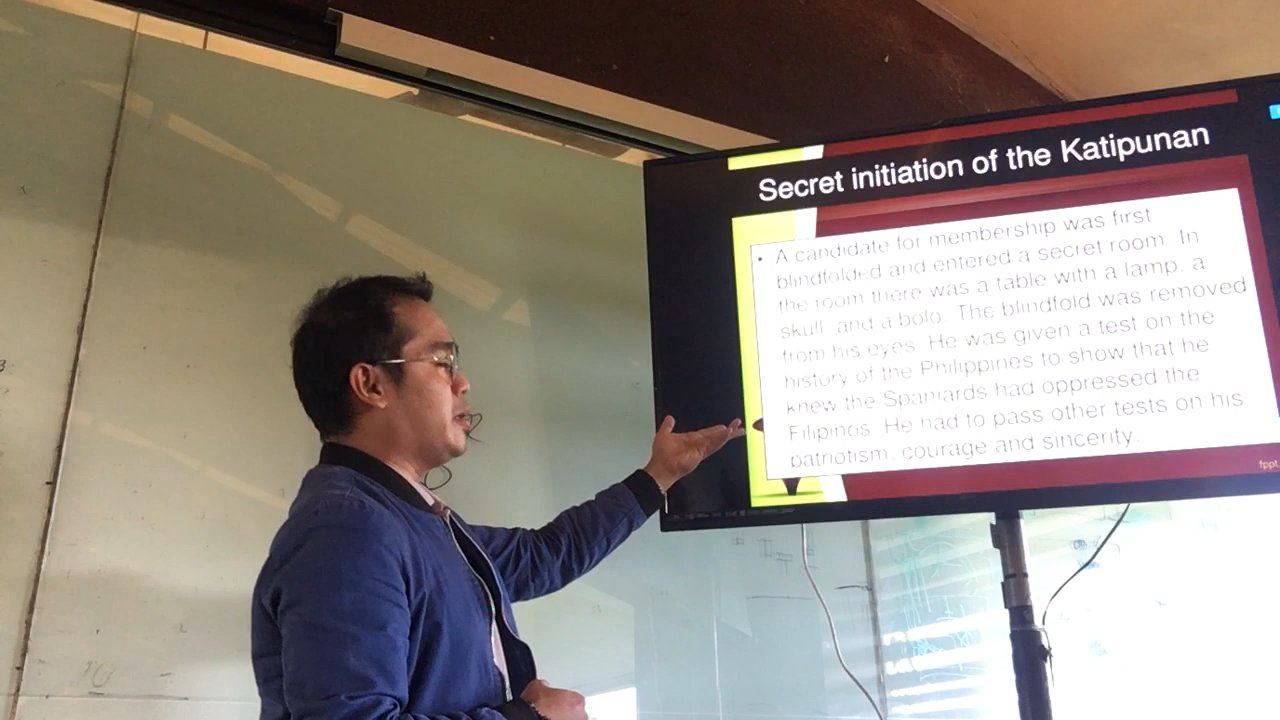 Secret initiation of the Katipunan
• A candidate for membership was first
blindfolded and entered a secret room. In
the room there was a table with a lamp, a
skull, and a bolo. The blindfold was removed
from his eyes. He was given a test on the
history of the Philippines to show that he
knew the Spaniards had oppressed the
Filipinos. He had to pass other tests on his
patriotism, courage and sincerity.
fppt.